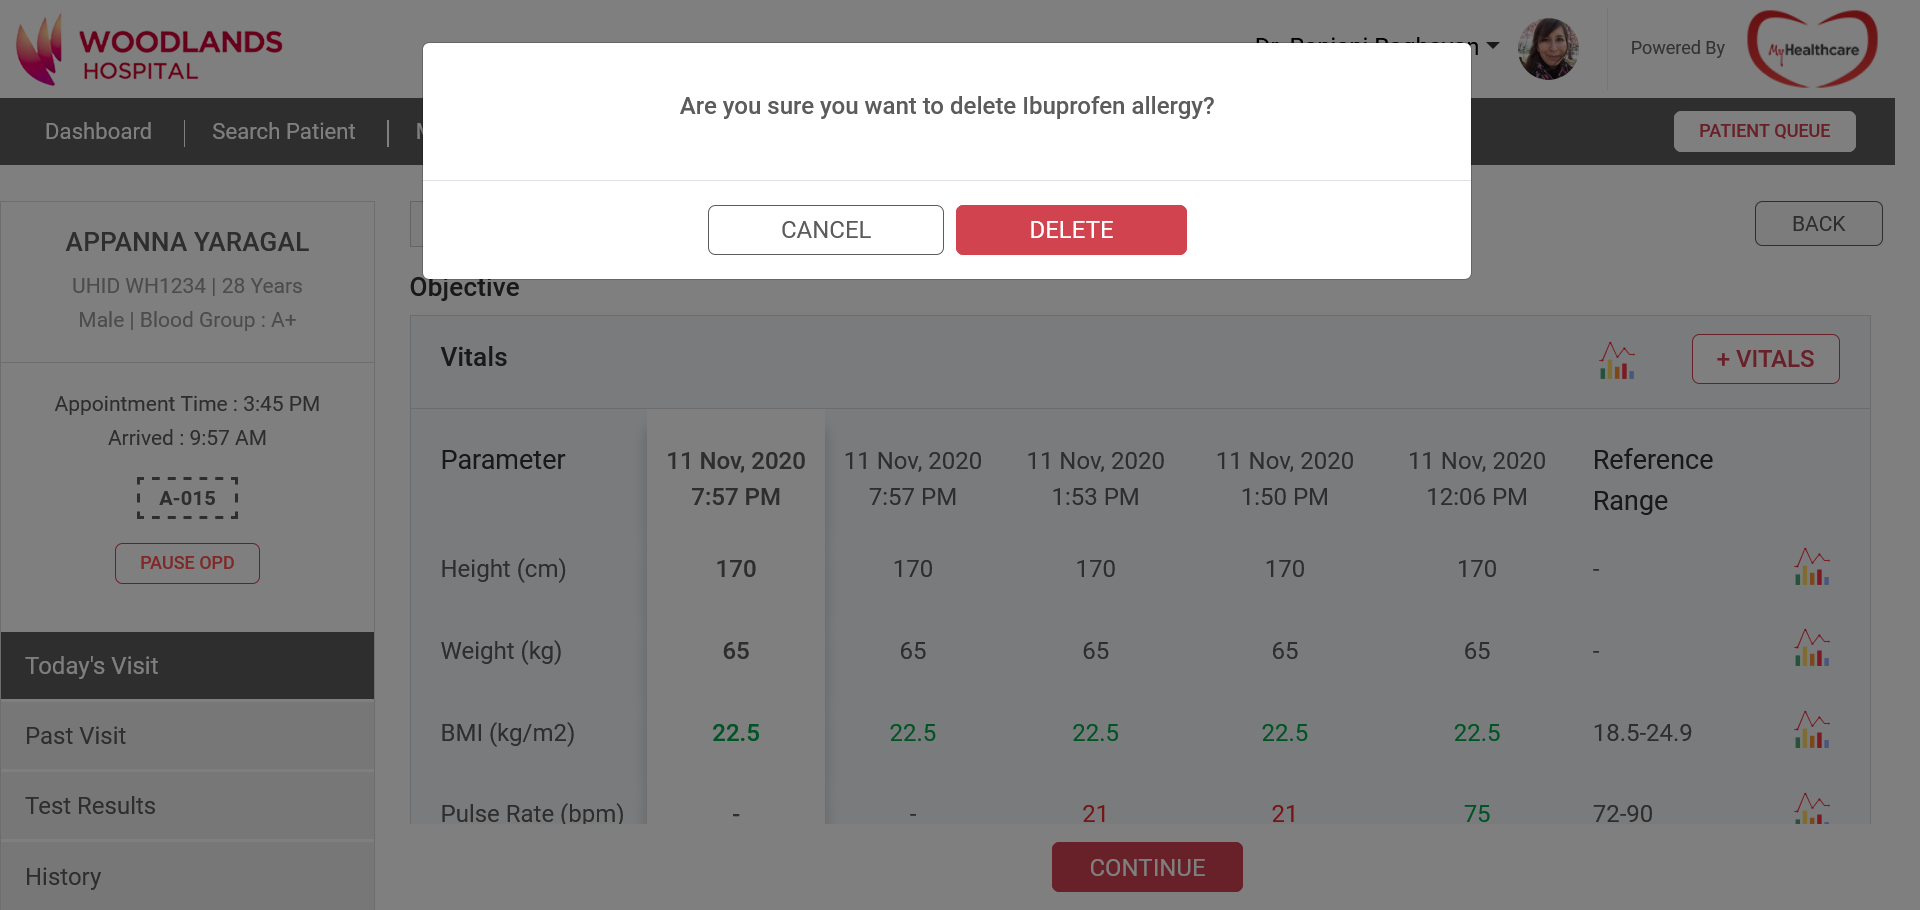 WOODLANDS
HOSPITAL
Powered By
MyHealthcare
Dashboard
Search Patient
PATIENT QUEUE
Are you sure you want to delete Ibuprofen allergy?
CANCEL
DELETE
BACK
APPANNA YARAGAL
UHID WH1234 | 28 Years
Male | Blood Group : A+
Appointment Time : 3:45 PM
Arrived : 9:57 AM
A-015
PAUSE OPD
Today's Visit
Past Visit
Test Results
History
Objective
Vitals
+ VITALS
Parameter 11 Nov, 2020 11 Nov, 2020 11 Nov, 2020 11 Nov, 2020 11 Nov, 2020 Reference
7:57 PM 7:57 PM 1:53 PM 1:50 PM 12:06 PM Range
Height (cm) 170 170 170 170 170 -
Weight (kg) 65 65 65 65 65 -
BMI (kg/m2) 22.5 22.5 22.5 22.5 22.5 18.5-24.9
Pulse Rate (bpm) - - 21 21 75 72-90
CONTINUE